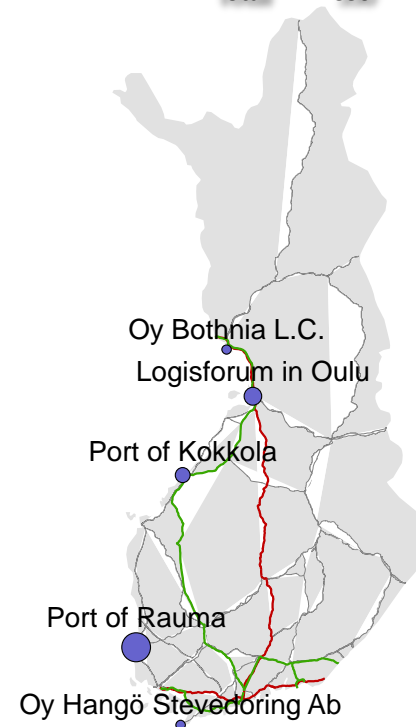 Oy Bothnia L.C.
Logisforum in Oulu
Port of Kokkola
Port of Rauma
Oy Hangö Stevedoring Ab